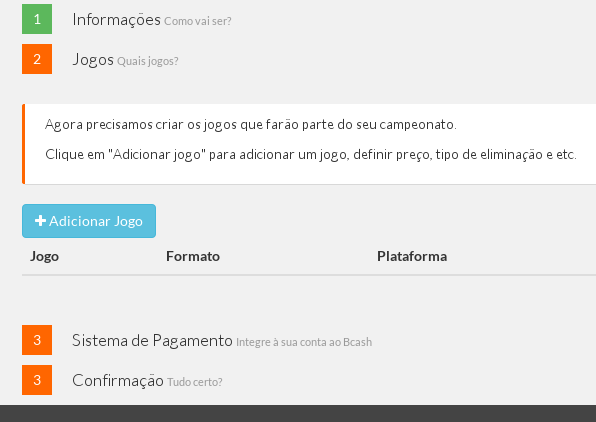 1 Informações Como vai ser?
2 Jogos Quais jogos?
Agora precisamos criar os jogos que farão parte do seu campeonato.
Clique em "Adicionar jogo" para adicionar um jogo, definir preço, tipo de eliminação e etc.
+ Adicionar Jogo
Jogo Formato Plataforma
3 Sistema de Pagamento Integre à sua conta ao Bcash
3 Confirmação Tudo certo?